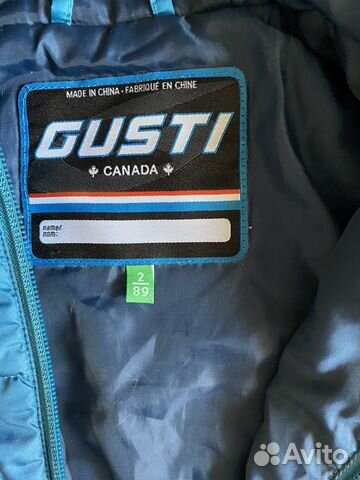 MADE IN CHINA · FABRIQUÉ EN CHINE
GUSTI
CANADA
name/
nom:
2
89
Avito